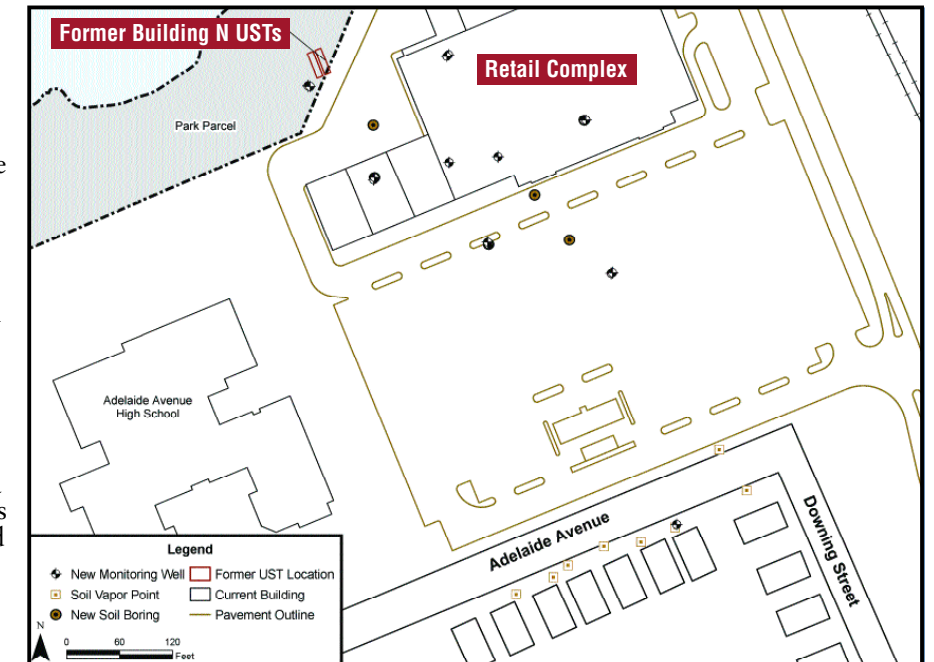 Former Building N USTs
Retail Complex
Park Parcel
Adelaide Avenue
High School
Adelaide Avenue
Downing Street
Legend
New Monitoring Well
Former UST Location
Soil Vapor Point
Current Building
New Soil Boring
Pavement Outline
N
0 60 120
Feet